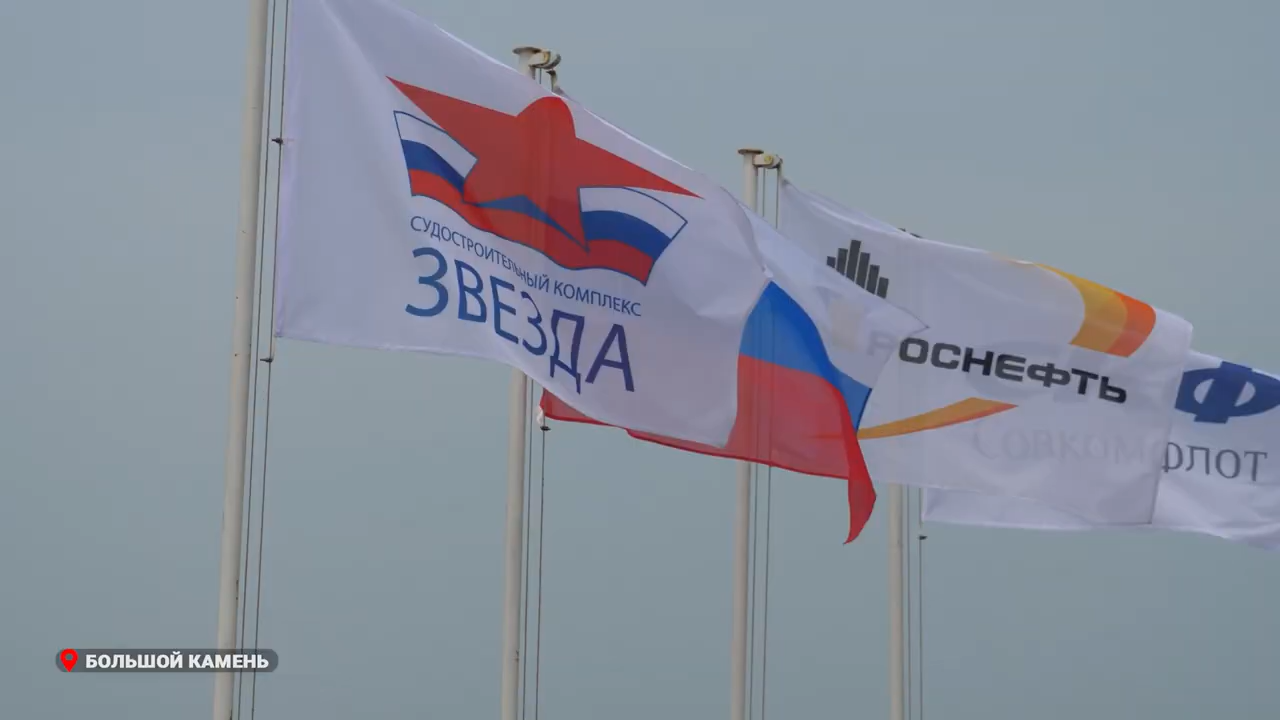 СУДОСТРОИТЕЛЬНЫЙ КОМПЛЕКС
ЗВЕЗДА
РОСНЕФТЬ
Совкомфлот
БОЛЬШОЙ КАМЕНЬ